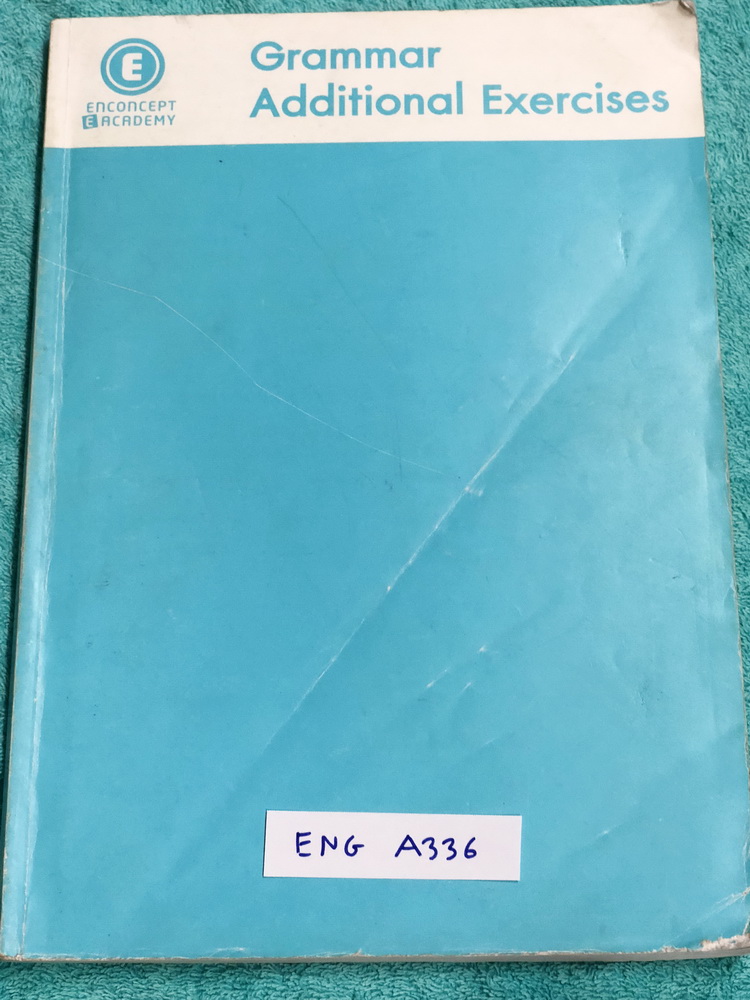 E
ENCONCEPT
E ACADEMY
Grammar
Additional Exercises
ENG A336